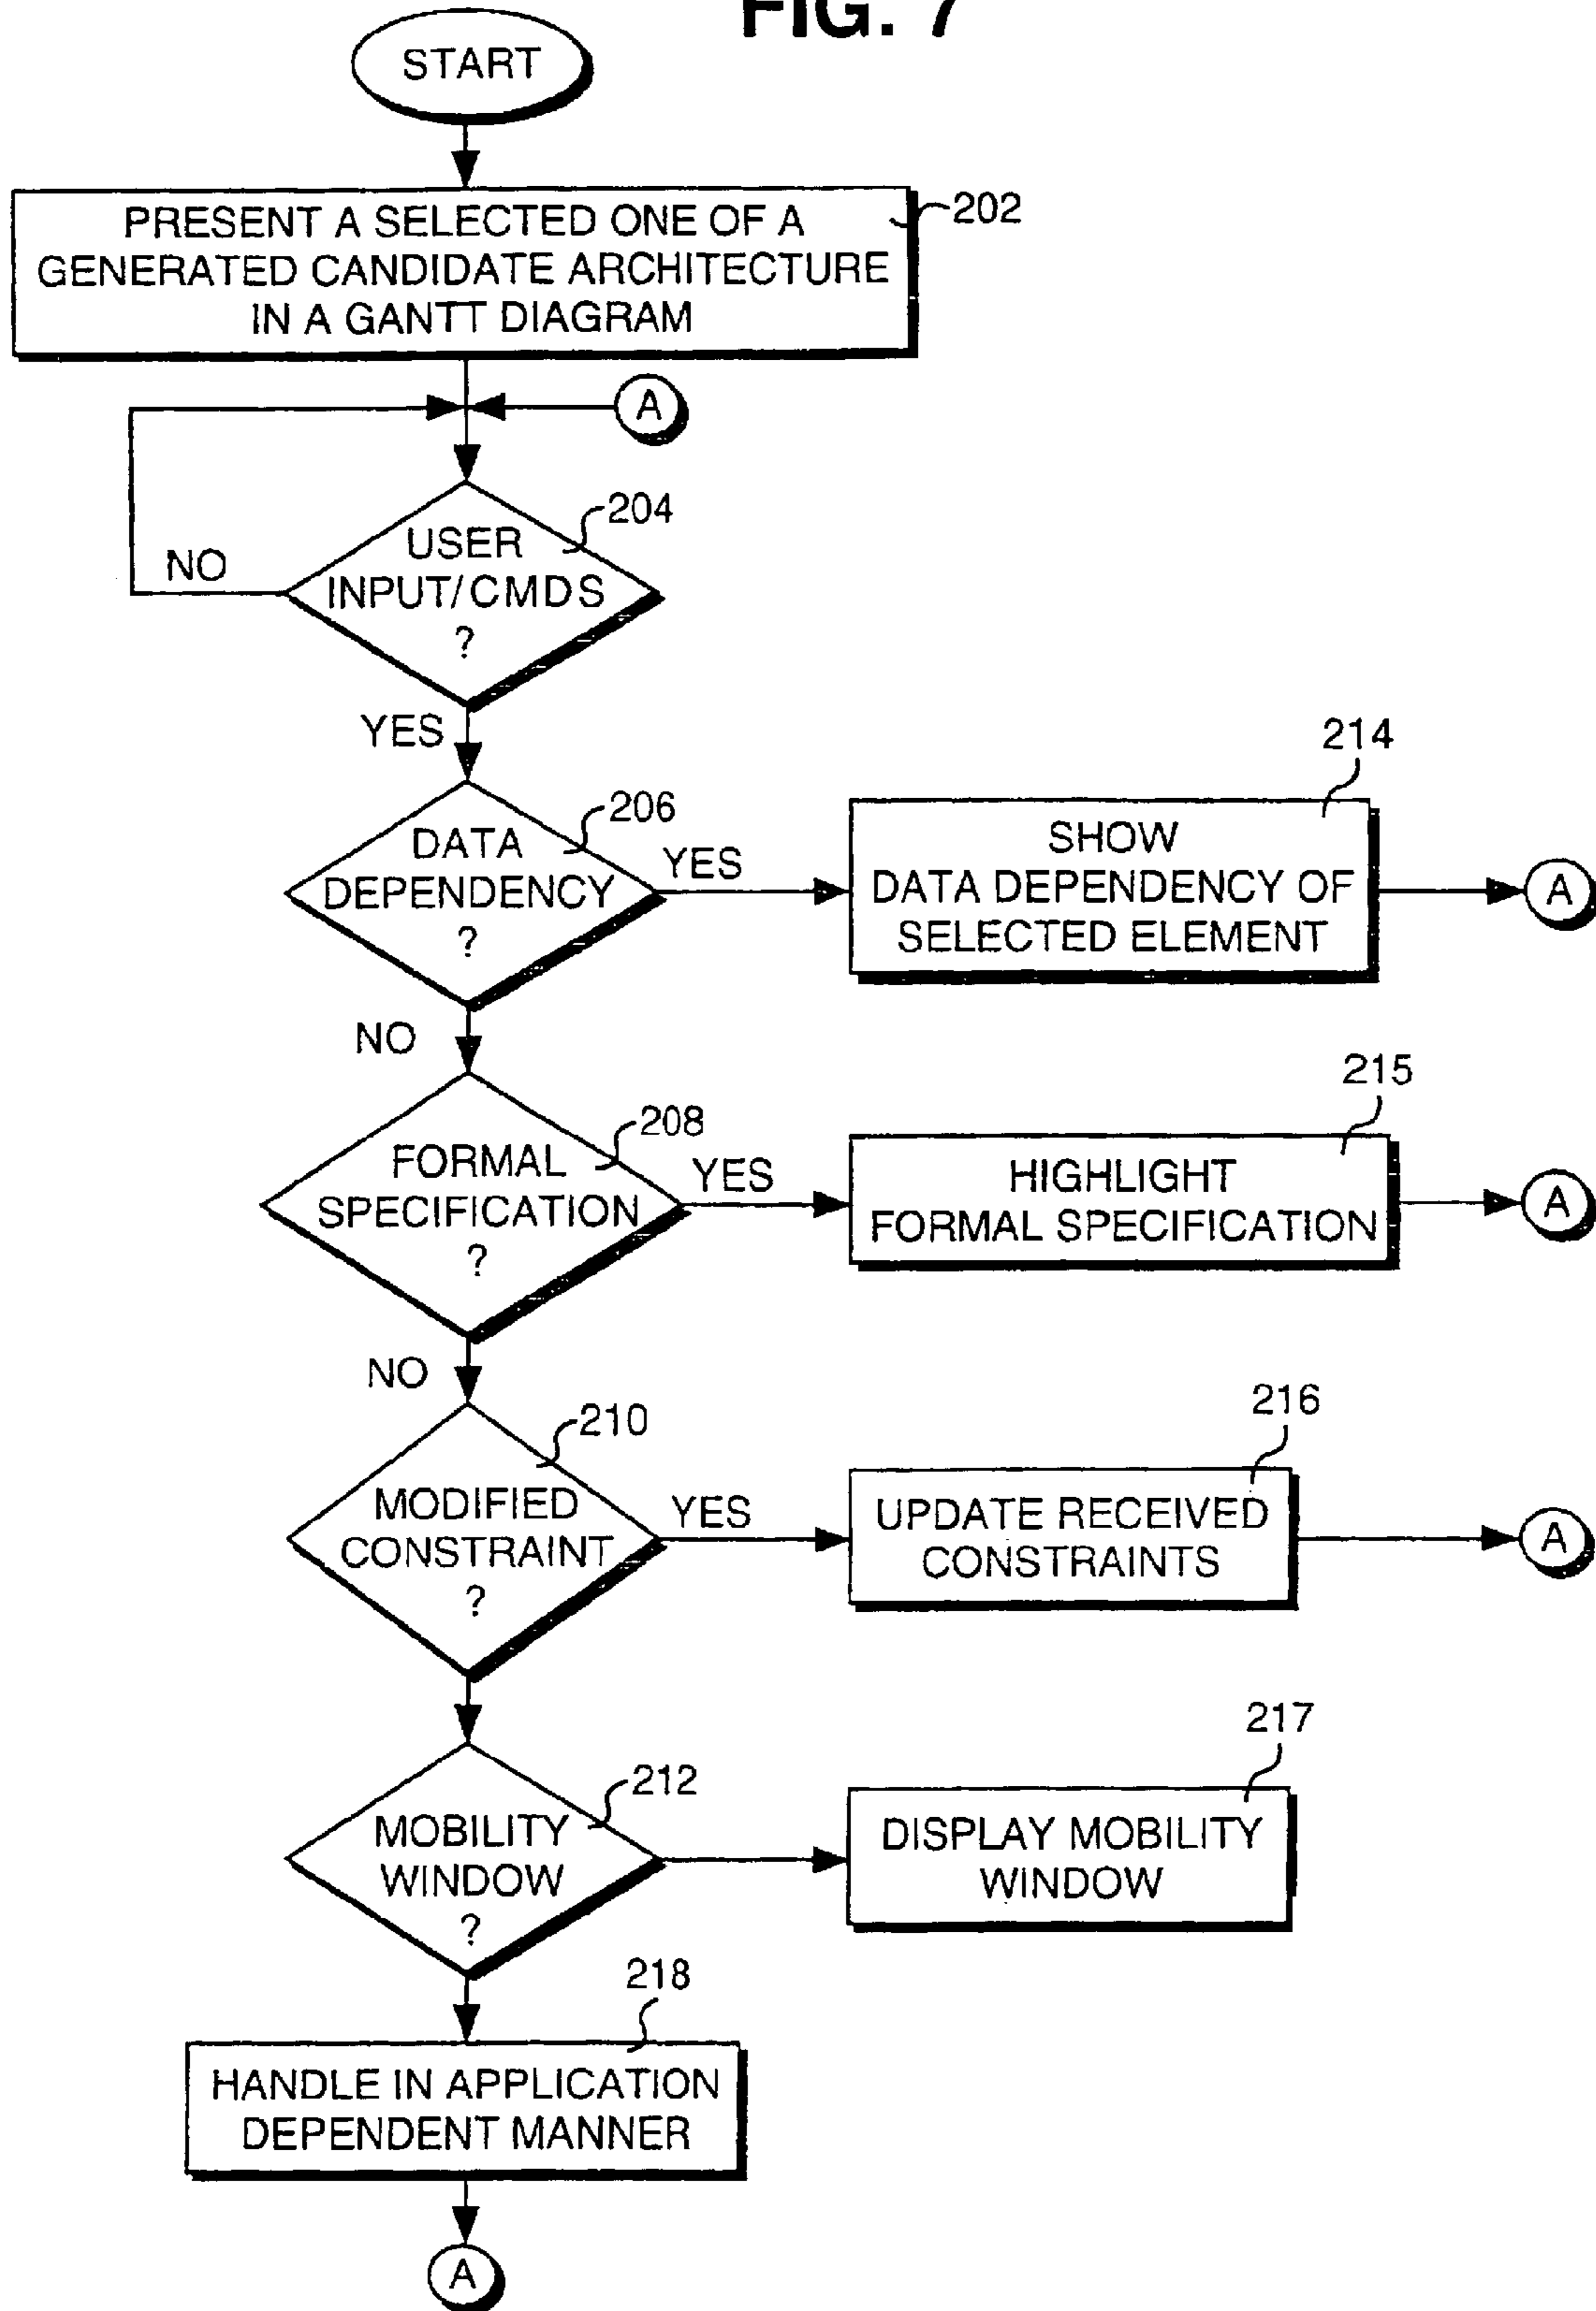 FIG. 7
START
PRESENT A SELECTED ONE OF A
GENERATED CANDIDATE ARCHITECTURE
IN A GANTT DIAGRAM
202
A
204
USER
INPUT/CMDS
?
NO
YES
206
DATA
DEPENDENCY
?
YES
214
SHOW
DATA DEPENDENCY OF
SELECTED ELEMENT
A
NO
208
FORMAL
SPECIFICATION
?
YES
215
HIGHLIGHT
FORMAL SPECIFICATION
A
NO
210
MODIFIED
CONSTRAINT
?
YES
216
UPDATE RECEIVED
CONSTRAINTS
A
212
MOBILITY
WINDOW
?
217
DISPLAY MOBILITY
WINDOW
218
HANDLE IN APPLICATION
DEPENDENT MANNER
A